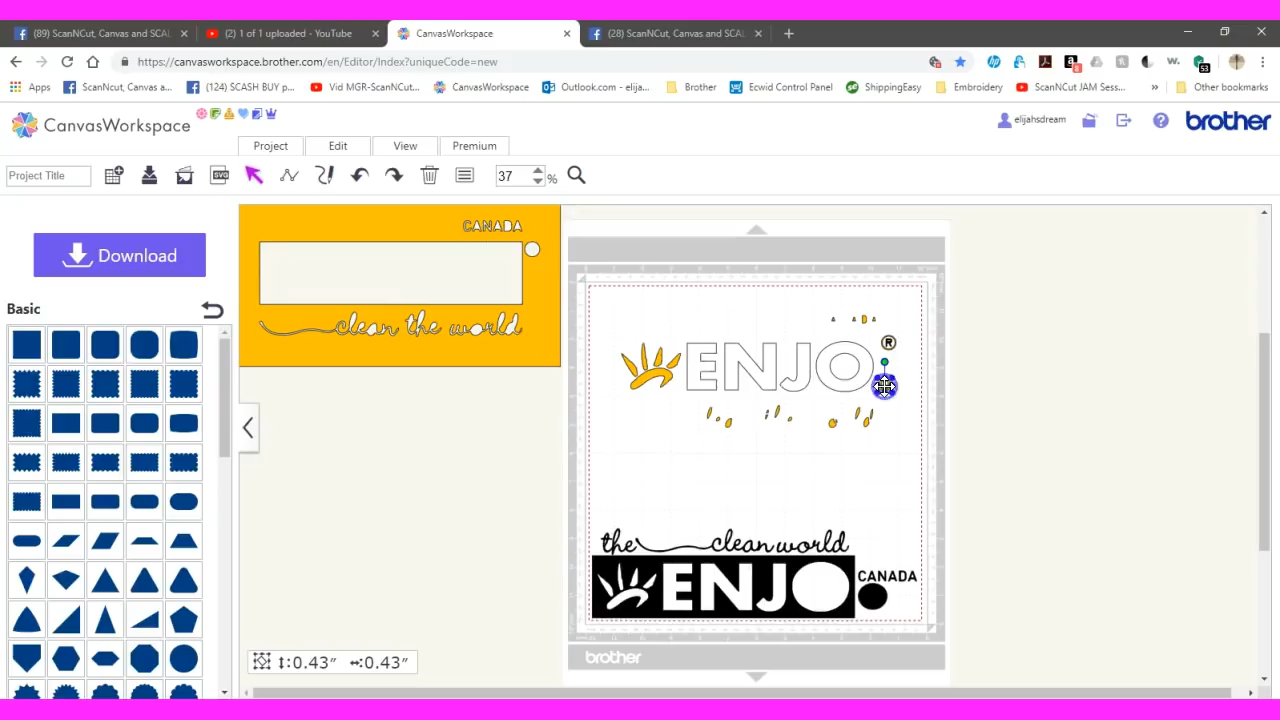 (89) ScanNCut, Canvas and SCAL
(2) 1 of 1 uploaded - YouTube
CanvasWorkspace
(28) ScanNCut, Canvas and SCAL
https://canvasworkspace.brother.com/en/Editor/Index?uniqueCode=new
Apps
ScanNcut, Canvas a...
(124) SCASH BUY p...
Vid MGR-ScanNCut...
CanvasWorkspace
Outlook.com - elija...
Brother
Ecwid Control Panel
ShippingEasy
Embroidery
ScanNCut JAM Sess...
Other bookmarks
CanvasWorkspace
elijahsdream
brother
Project
Edit
View
Premium
Project Title
SVG
37
%
Download
Basic
CANADA
clean the world
ENJO
®
the clean world
ENJO
CANADA
brother
0.43"
0.43"